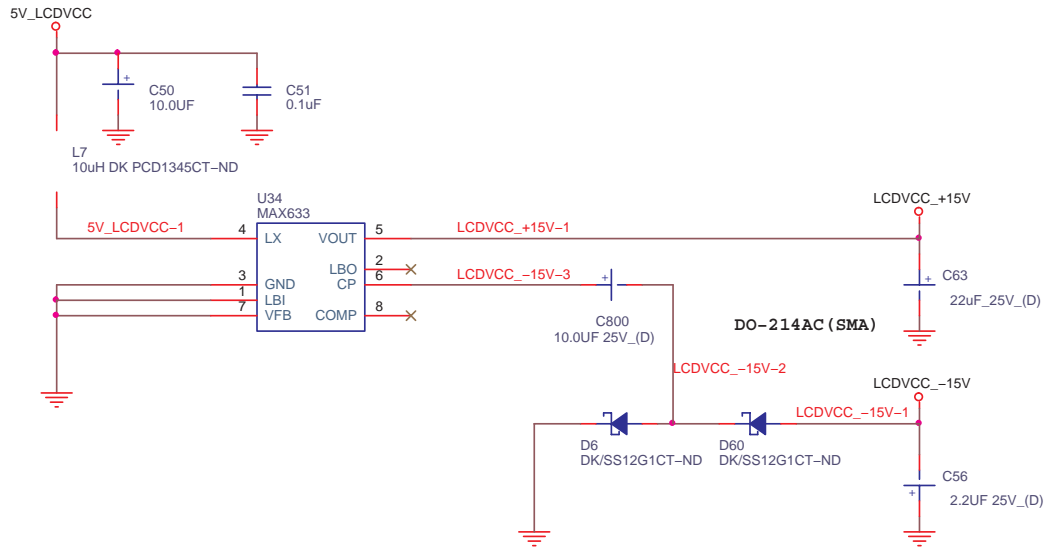 5V_LCDVCC
+
C50
10.0UF
C51
0.1uF
L7
10uH DK PCD1345CT-ND
U34
MAX633
5V_LCDVCC-1
4
LX
VOUT
5
LCDVCC_+15V-1
LCDVCC_+15V
LBO
2
3
GND
CP
6
LCDVCC_-15V-3
+
1
LBI
7
VFB
COMP
8
C800
10.0UF 25V_(D)
DO-214AC(SMA)
+
C63
22uF_25V_(D)
LCDVCC_-15V-2
LCDVCC_-15V
LCDVCC_-15V-1
D6
DK/SS12G1CT-ND
D60
DK/SS12G1CT-ND
+
C56
2.2UF 25V_(D)